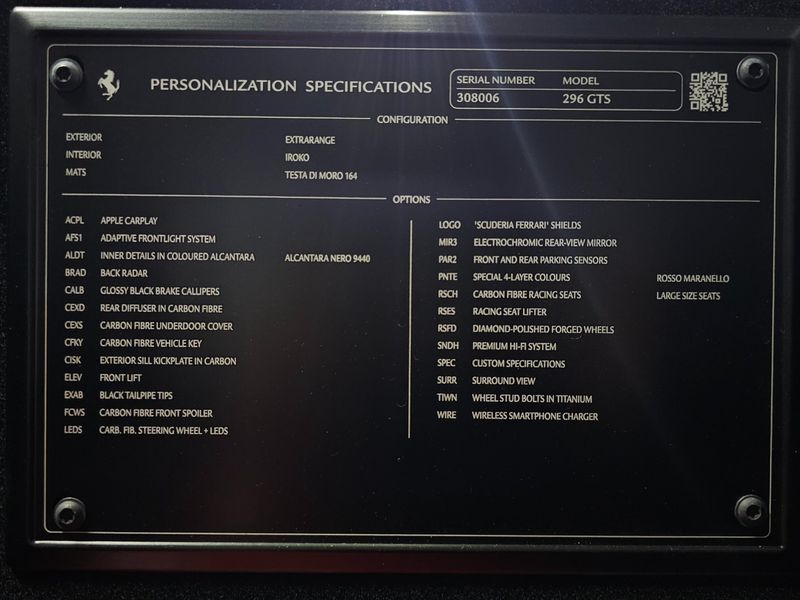 PERSONALIZATION SPECIFICATIONS
SERIAL NUMBER MODEL
308006 296 GTS
CONFIGURATION
EXTERIOR EXTRARANGE
INTERIOR IROKO
MATS TESTA DI MORO 164
OPTIONS
ACPL APPLE CARPLAY
AFS1 ADAPTIVE FRONTLIGHT SYSTEM
ALDT INNER DETAILS IN COLOURED ALCANTARA ALCANTARA NERO 9440
BRAD BACK RADAR
CALB GLOSSY BLACK BRAKE CALLIPERS
CEXD REAR DIFFUSER IN CARBON FIBRE
CEXS CARBON FIBRE UNDERDOOR COVER
CFKY CARBON FIBRE VEHICLE KEY
CISK EXTERIOR SILL KICKPLATE IN CARBON
ELEV FRONT LIFT
EXAB BLACK TAILPIPE TIPS
FCWS CARBON FIBRE FRONT SPOILER
LEDS CARB. FIB. STEERING WHEEL + LEDS
LOGO 'SCUDERIA FERRARI' SHIELDS
MIR3 ELECTROCHROMIC REAR-VIEW MIRROR
PAR2 FRONT AND REAR PARKING SENSORS
PNTE SPECIAL 4-LAYER COLOURS ROSSO MARANELLO
RSCH CARBON FIBRE RACING SEATS LARGE SIZE SEATS
RSES RACING SEAT LIFTER
RSFD DIAMOND-POLISHED FORGED WHEELS
SNDH PREMIUM HI-FI SYSTEM
SPEC CUSTOM SPECIFICATIONS
SURR SURROUND VIEW
TIWN WHEEL STUD BOLTS IN TITANIUM
WIRE WIRELESS SMARTPHONE CHARGER